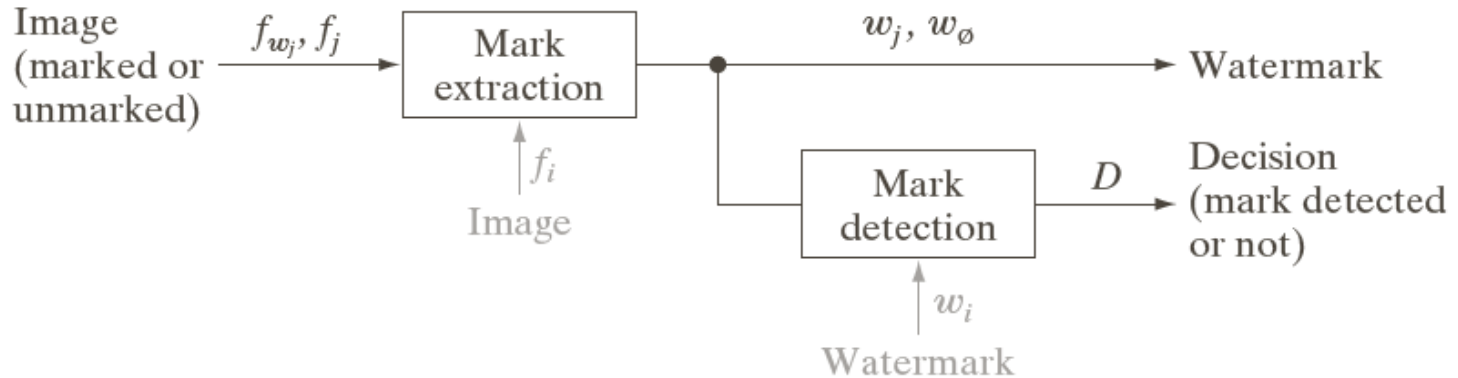 Image
(marked or
unmarked)
f_{w_j}, f_j
Mark
extraction
f_i
Image
w_j, w_ø
Watermark
Mark
detection
w_i
Watermark
D
Decision
(mark detected
or not)